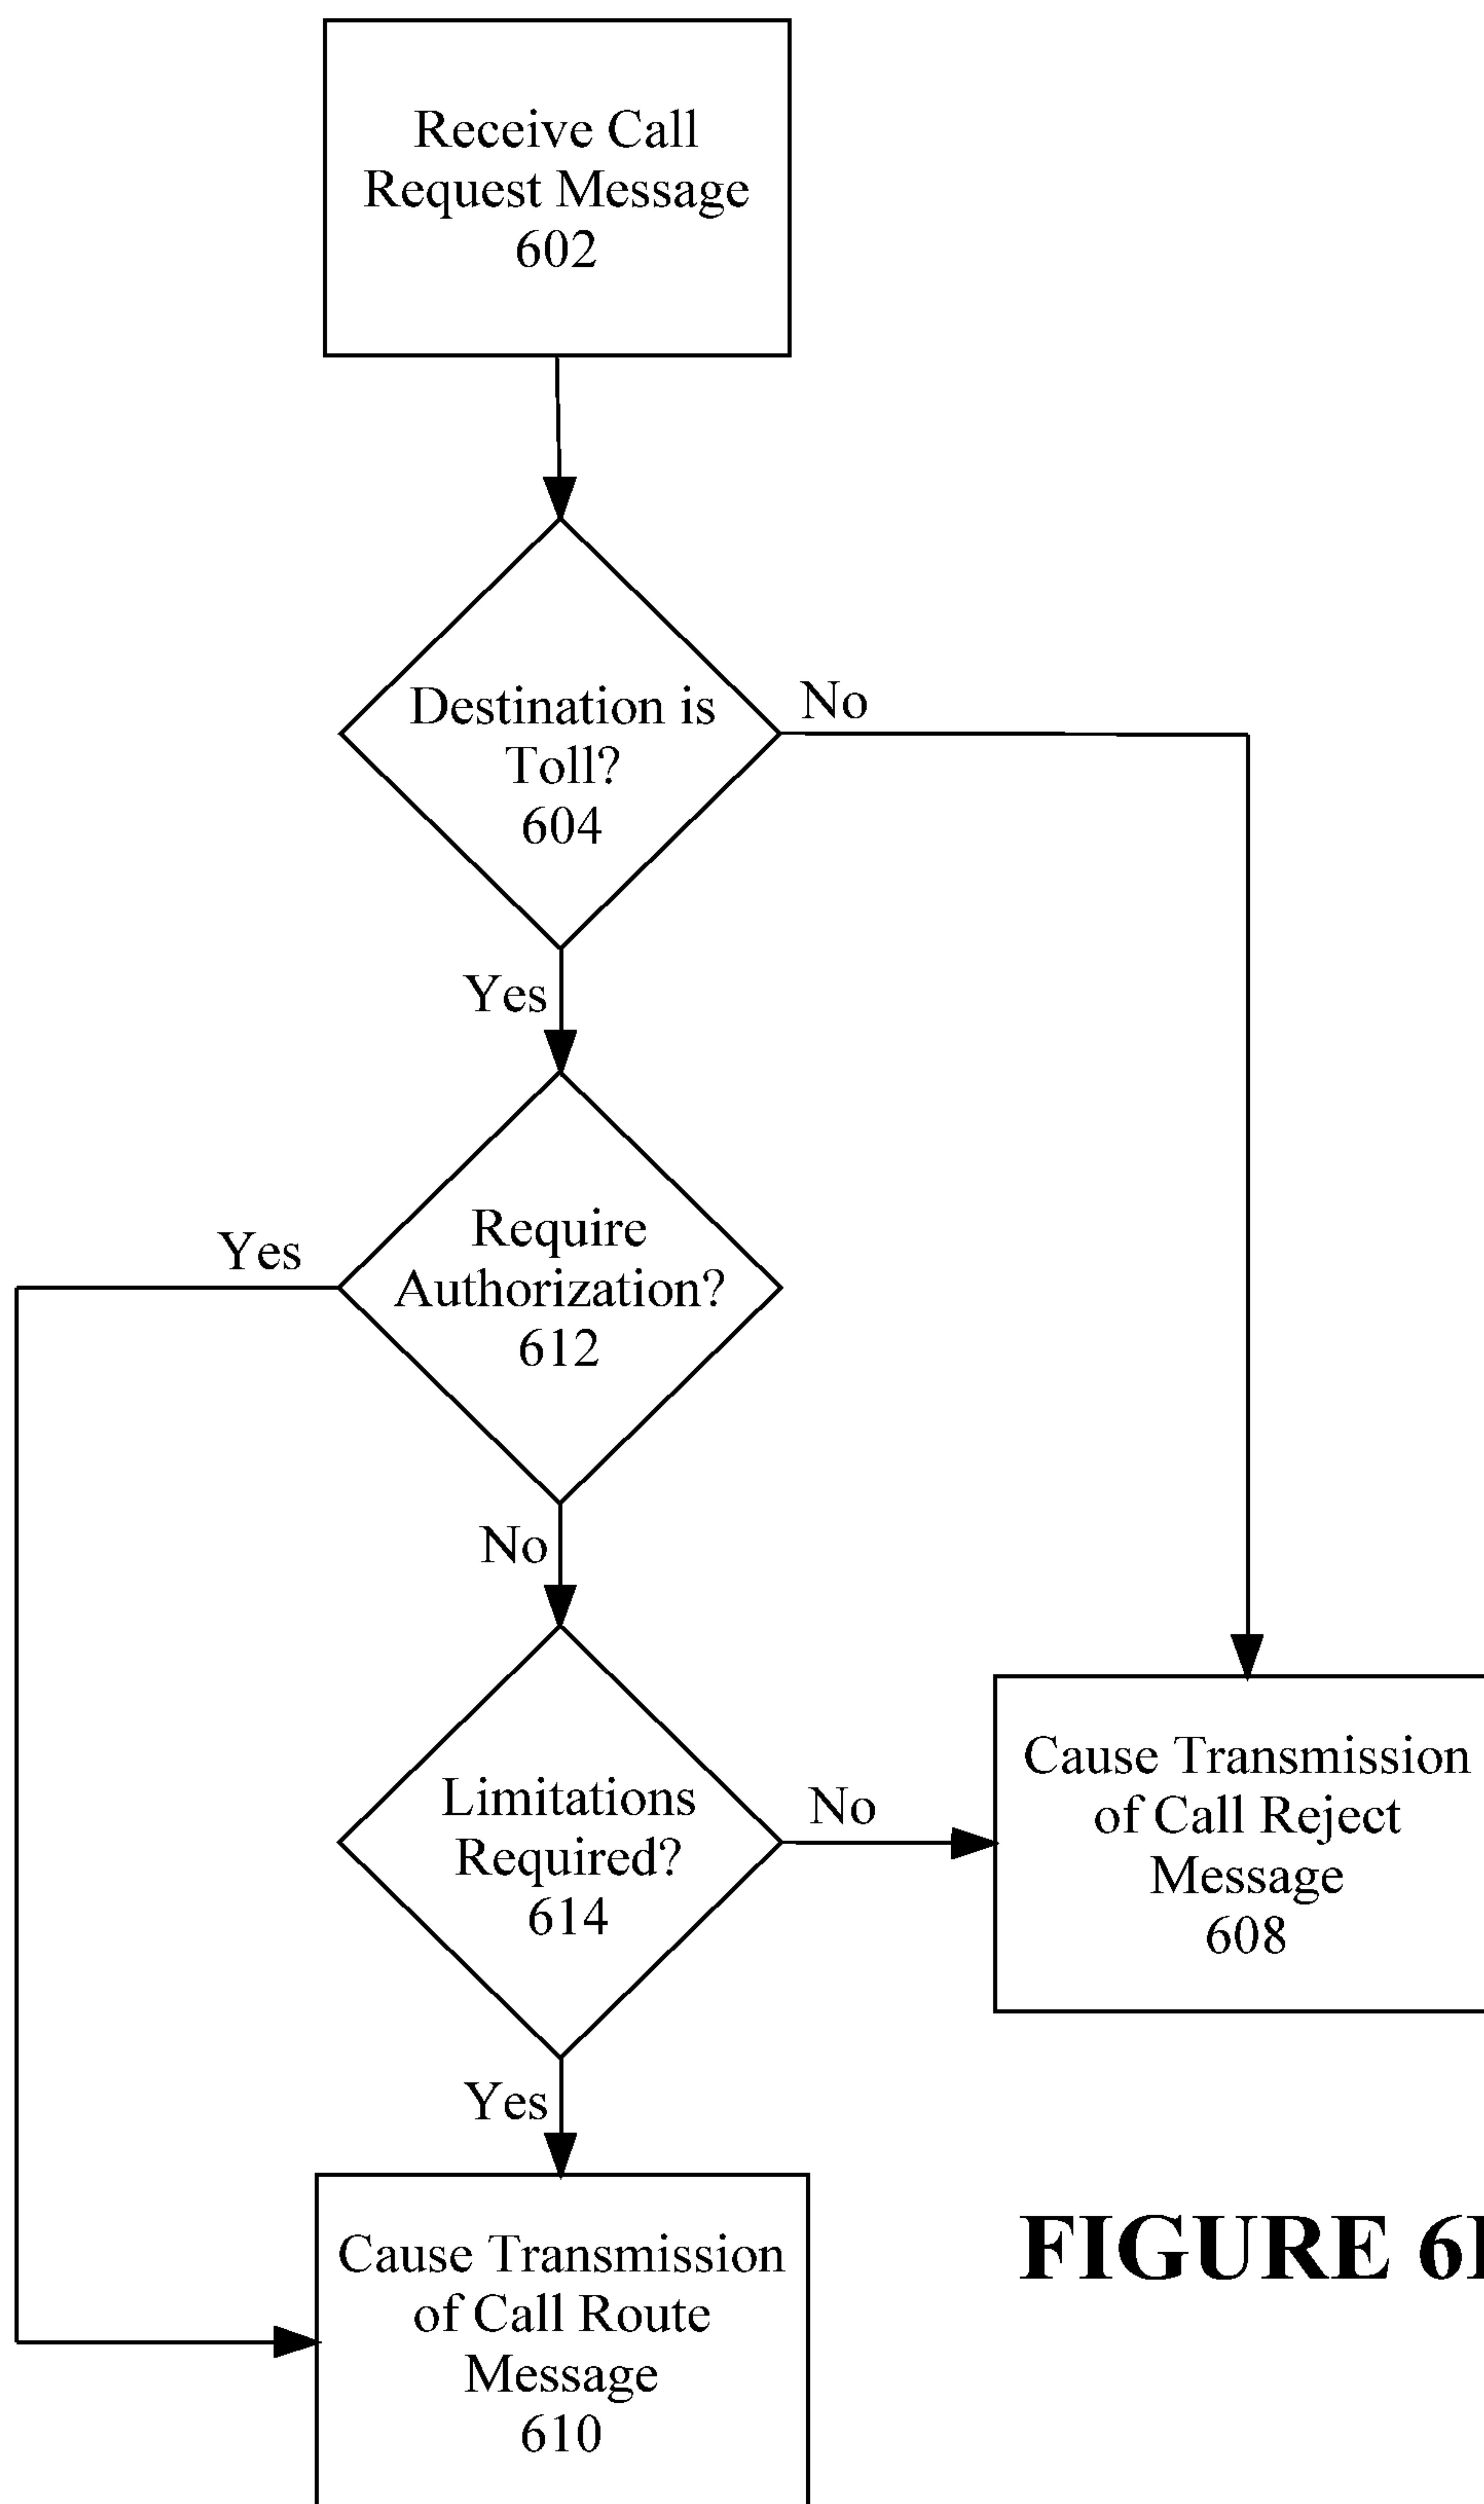 Receive Call
Request Message
602
Destination is
Toll?
604
No
Yes
Require
Authorization?
612
Yes
No
Limitations
Required?
614
No
Cause Transmission
of Call Reject
Message
608
Yes
Cause Transmission
of Call Route
Message
610
FIGURE